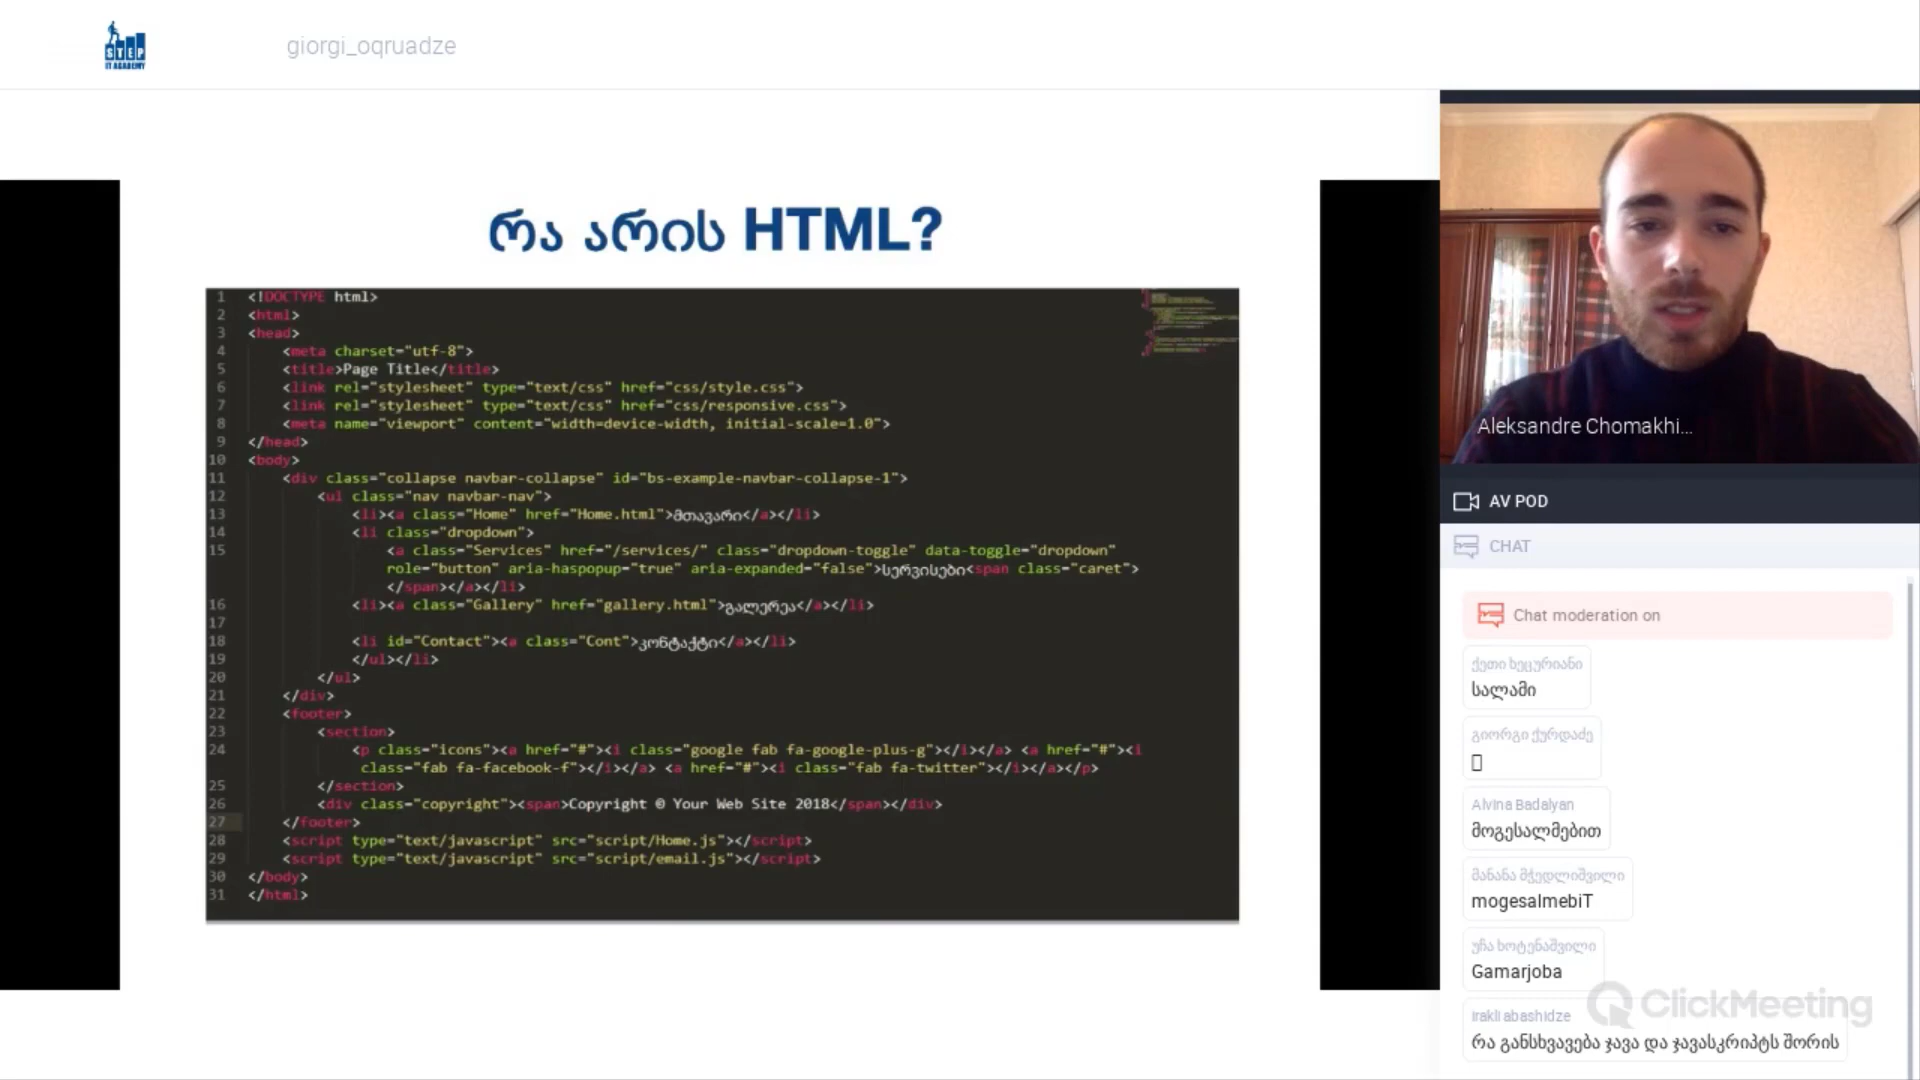 STEP
IT ACADEMY
giorgi_oqruadze
რა არის HTML?
1 <!DOCTYPE html>
2 <html>
3 <head>
4 <meta charset="utf-8">
5 <title>Page Title</title>
6 <link rel="stylesheet" type="text/css" href="css/style.css">
7 <link rel="stylesheet" type="text/css" href="css/responsive.css">
8 <meta name="viewport" content="width=device-width, initial-scale=1.0">
9 </head>
10 <body>
11 <div class="collapse navbar-collapse" id="bs-example-navbar-collapse-1">
12 <ul class="nav navbar-nav">
13 <li><a class="Home" href="Home.html">მთავარი</a></li>
14 <li class="dropdown">
15 <a class="Services" href="/services/" class="dropdown-toggle" data-toggle="dropdown"
role="button" aria-haspopup="true" aria-expanded="false">სერვისები<span class="caret">
</span></a></li>
16 <li><a class="Gallery" href="gallery.html">გალერეა</a></li>
17
18 <li id="Contact"><a class="Cont">კონტაქტი</a></li>
19 </ul></li>
20 </ul>
21 </div>
22 <footer>
23 <section>
24 <p class="icons"><a href="#"><i class="google fab fa-google-plus-g"></i></a> <a href="#"><i
class="fab fa-facebook-f"></i></a> <a href="#"><i class="fab fa-twitter"></i></a></p>
25 </section>
26 <div class="copyright"><span>Copyright © Your Web Site 2018</span></div>
27 </footer>
28 <script type="text/javascript" src="script/Home.js"></script>
29 <script type="text/javascript" src="script/email.js"></script>
30 </body>
31 </html>
Aleksandre Chomakhi...
AV POD
CHAT
Chat moderation on
ქეთი ხეცურიანი
სალამი
გიორგი ქურდაძე
Alvina Badalyan
მოგესალმებით
მანანა მჭედლიშვილი
mogesalmebiT
უჩა ხოტენაშვილი
Gamarjoba
irakli abashidze
რა განსხვავება ჯავა და ჯავასკრიპტს შორის
ClickMeeting